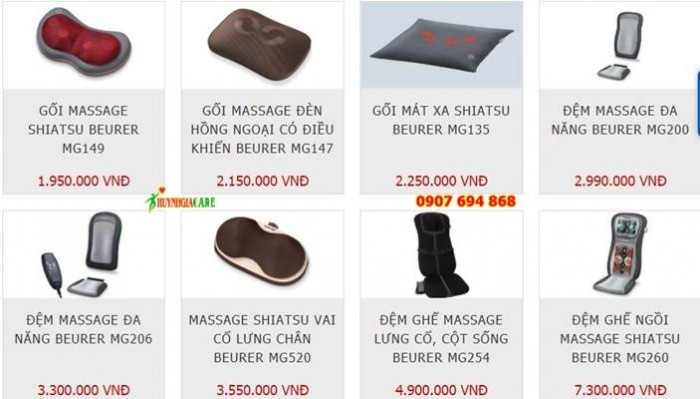 GỐI MASSAGE
SHIATSU BEURER
MG149
1.950.000 VNĐ
GỐI MASSAGE ĐÈN
HỒNG NGOẠI CÓ ĐIỀU
KHIỂN BEURER MG147
2.150.000 VNĐ
GỐI MÁT XA SHIATSU
BEURER MG135
2.250.000 VNĐ
ĐỆM MASSAGE ĐA
NĂNG BEURER MG200
2.990.000 VNĐ
HUYNHGIACARE
0907 694 868
ĐỆM MASSAGE ĐA
NĂNG BEURER MG206
3.300.000 VNĐ
MASSAGE SHIATSU VAI
CỔ LƯNG CHÂN
BEURER MG520
3.550.000 VNĐ
ĐỆM GHẾ MASSAGE
LƯNG CỔ, CỘT SỐNG
BEURER MG254
4.900.000 VNĐ
ĐỆM GHẾ NGỒI
MASSAGE SHIATSU
BEURER MG260
7.300.000 VNĐ